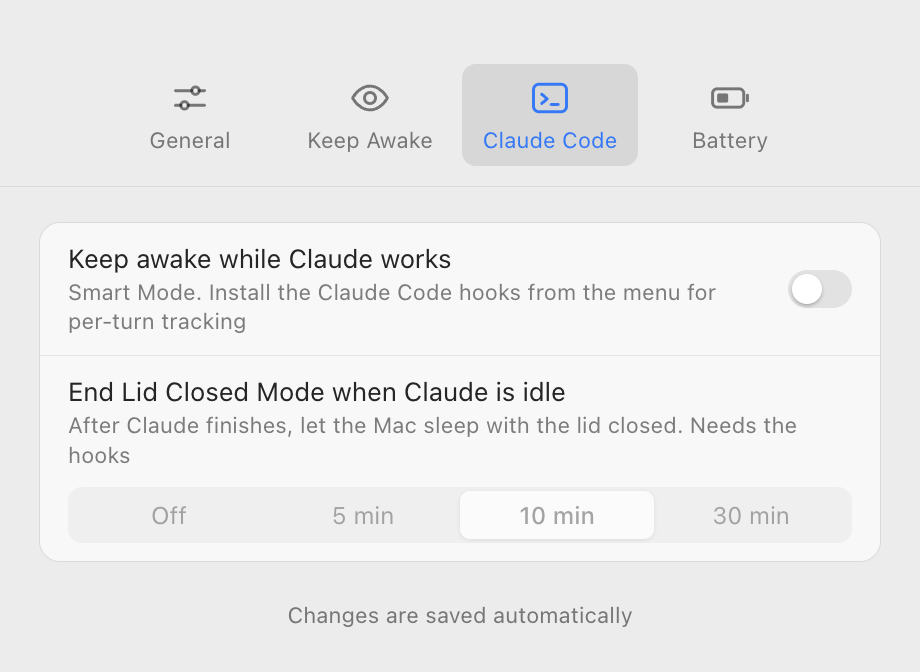 General
Keep Awake
Claude Code
Battery
Keep awake while Claude works
Smart Mode. Install the Claude Code hooks from the menu for
per-turn tracking
End Lid Closed Mode when Claude is idle
After Claude finishes, let the Mac sleep with the lid closed. Needs the
hooks
Off
5 min
10 min
30 min
Changes are saved automatically